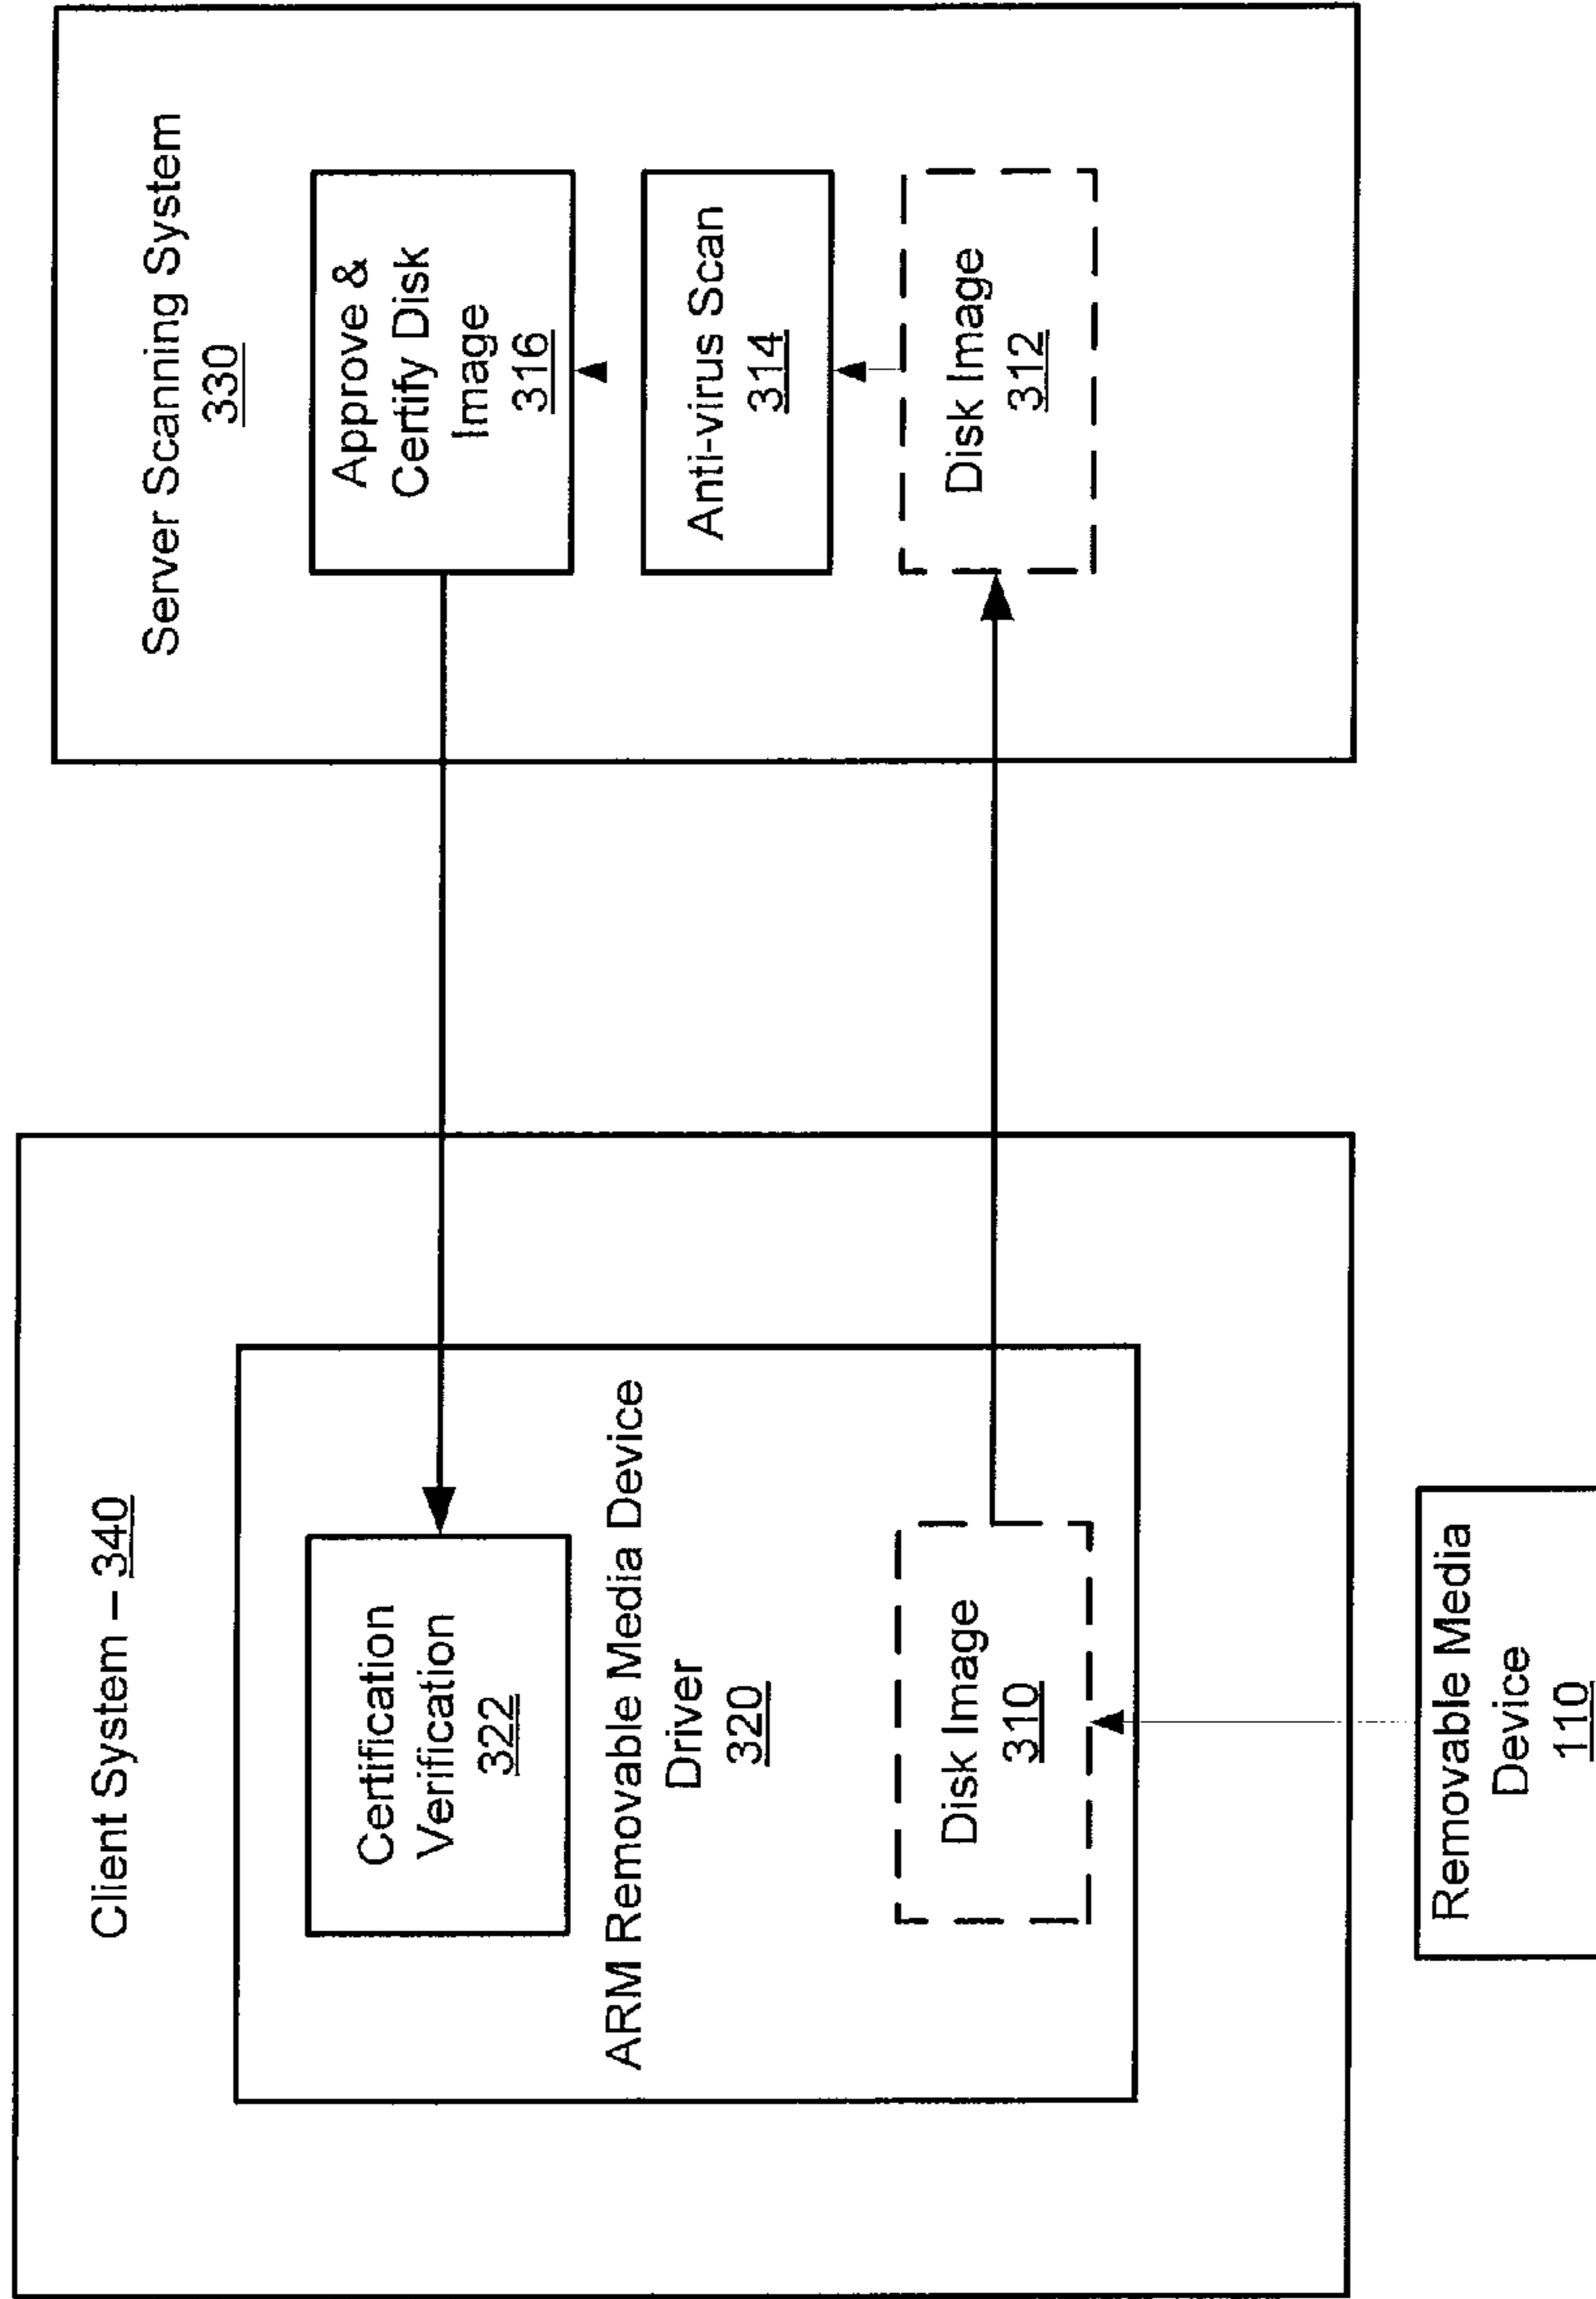 Client System – 340
Certification
Verification
322
ARM Removable Media Device
Driver
320
Disk Image
310
Removable Media
Device
110
Server Scanning System
330
Approve &
Certify Disk
Image
316
Anti-virus Scan
314
Disk Image
312